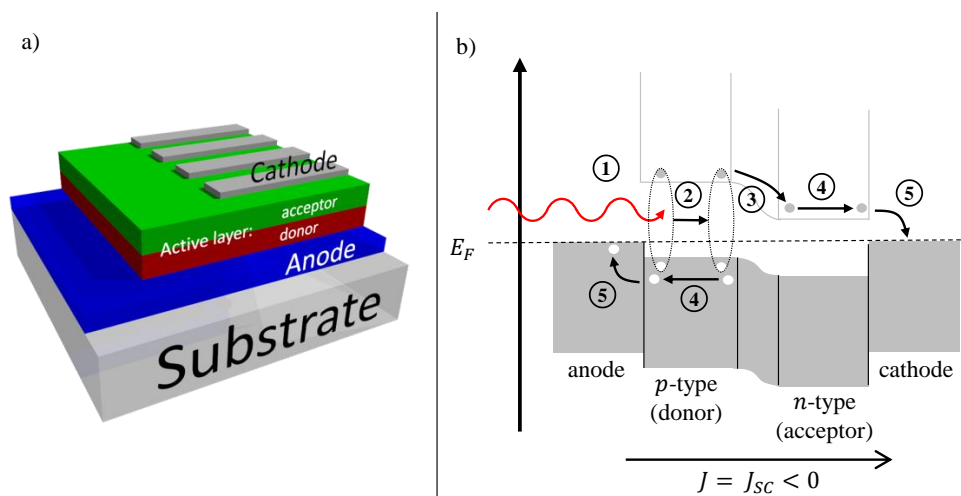 a)
Cathode
acceptor
Active layer:
donor
Anode
Substrate
b)
1
2
3
4
5
E_F
4
5
anode
cathode
p-type
(donor)
n-type
(acceptor)
J = J_SC < 0